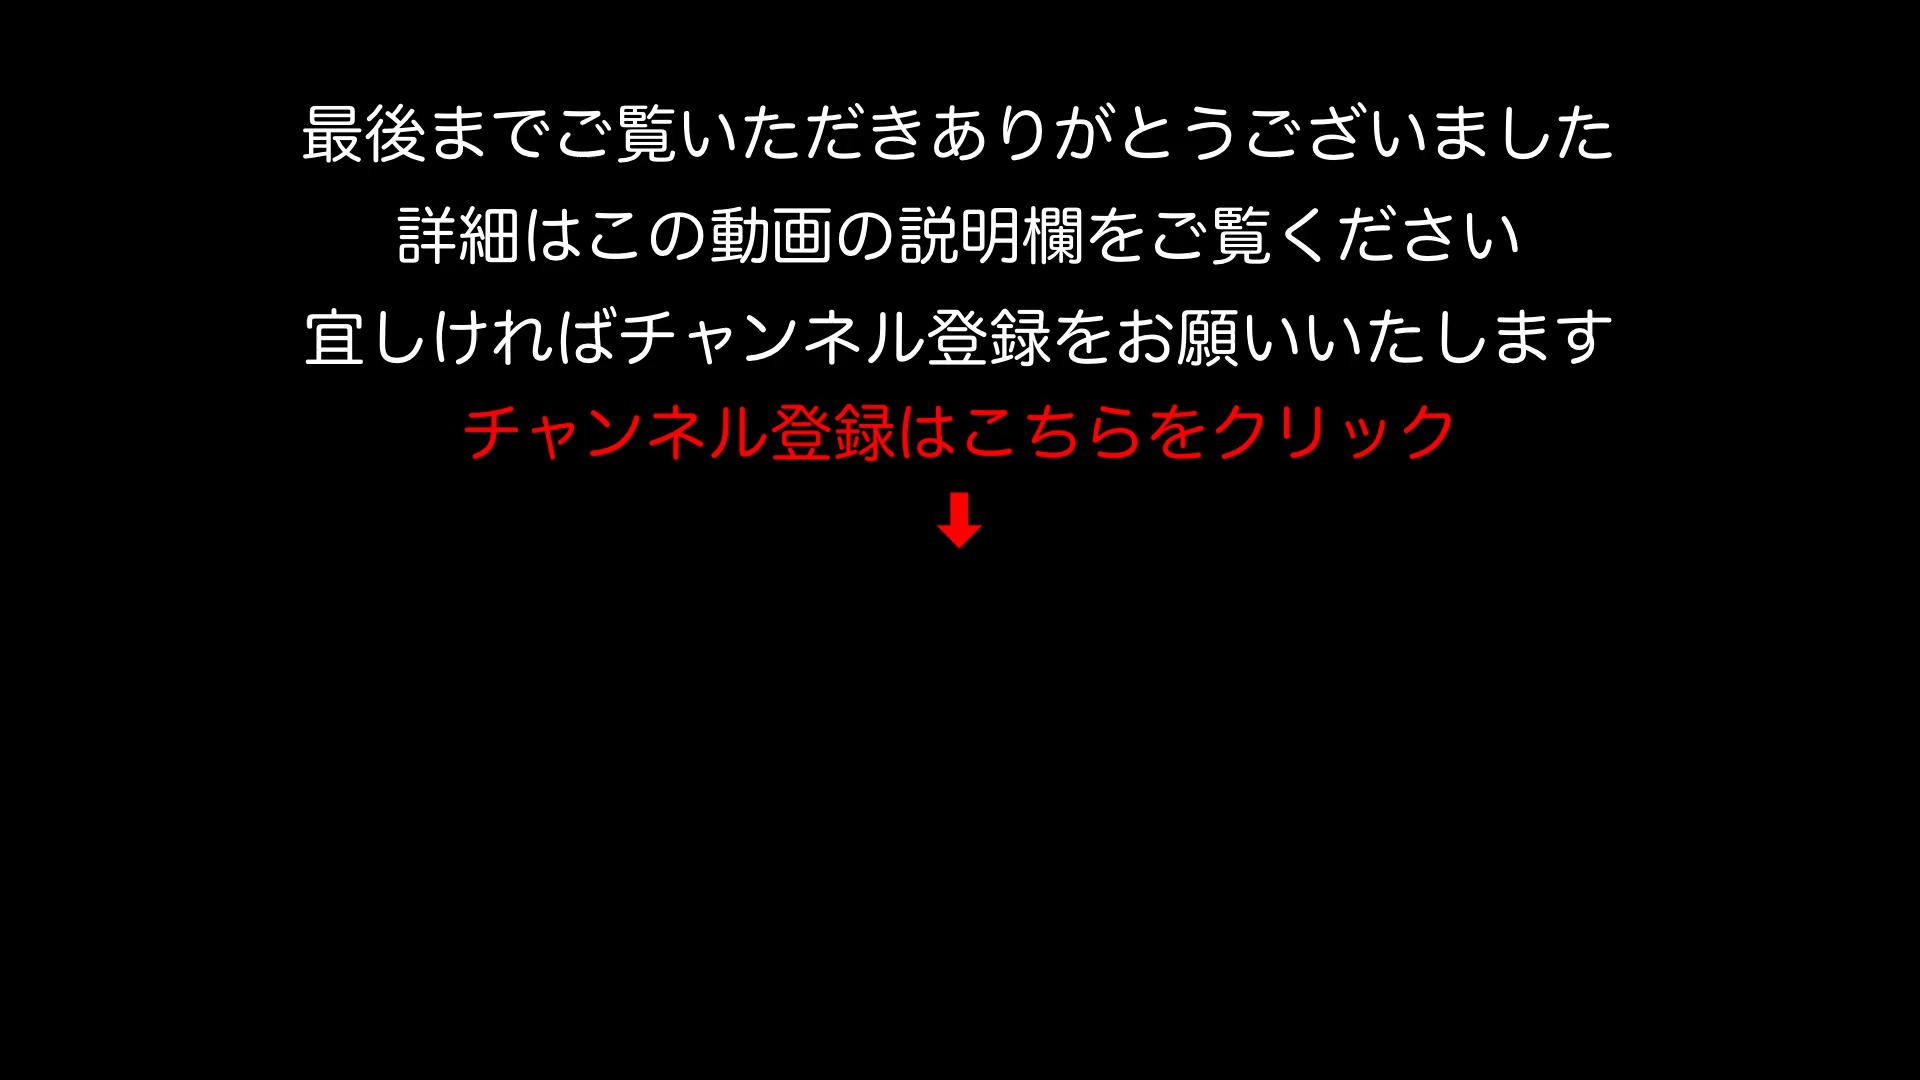 最後までご覧いただきありがとうございました
詳細はこの動画の説明欄をご覧ください
宜しければチャンネル登録をお願いいたします
チャンネル登録はこちらをクリック